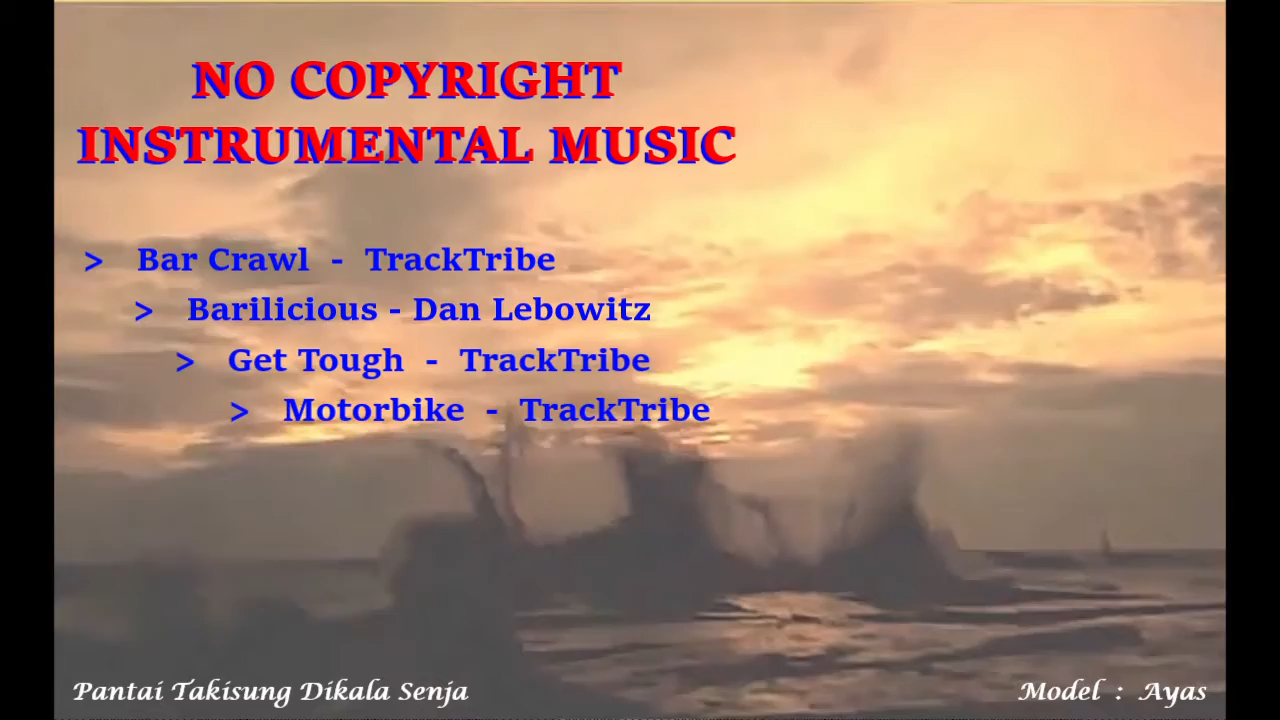 NO COPYRIGHT
INSTRUMENTAL MUSIC
> Bar Crawl - TrackTribe
> Barilicious - Dan Lebowitz
> Get Tough - TrackTribe
> Motorbike - TrackTribe
Pantai Takisung Dikala Senja
Model : Ayas